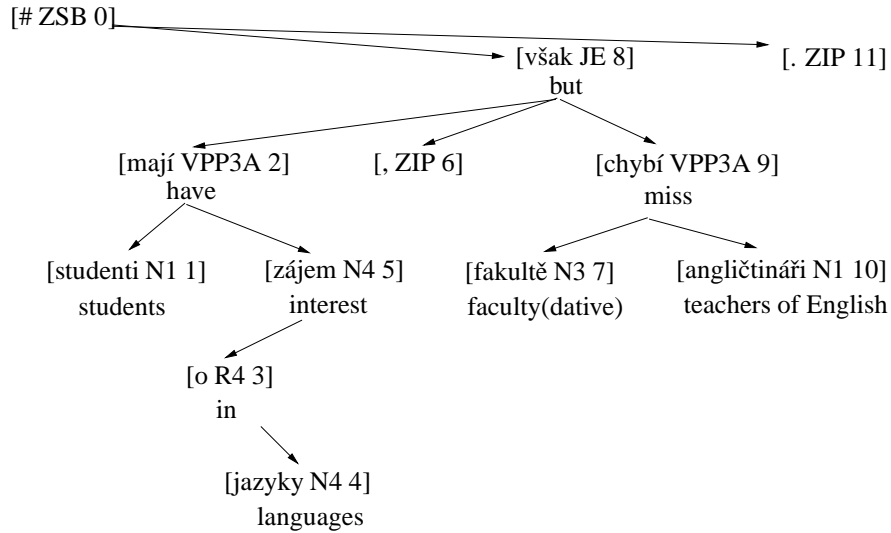 [# ZSB 0]
[však JE 8]
but
[. ZIP 11]
[mají VPP3A 2]
have
[, ZIP 6]
[chybí VPP3A 9]
miss
[studenti N1 1]
students
[zájem N4 5]
interest
[fakultě N3 7]
faculty(dative)
[angličtináři N1 10]
teachers of English
[o R4 3]
in
[jazyky N4 4]
languages